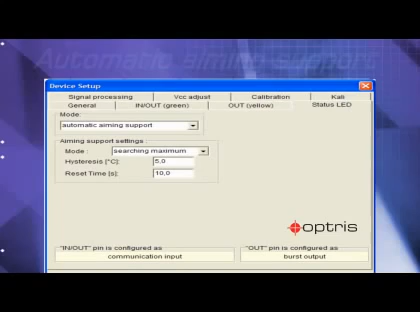 Automatic aiming support
Device Setup
Signal processing Vcc adjust Calibration Kali
General IN/OUT (green) OUT (yellow) Status LED
Mode:
automatic aiming support
Aiming support settings :
Mode : searching maximum
Hysteresis [°C]: 5,0
Reset Time [s]: 10,0
optris
"IN/OUT" pin is configured as "OUT" pin is configured as
communication input burst output